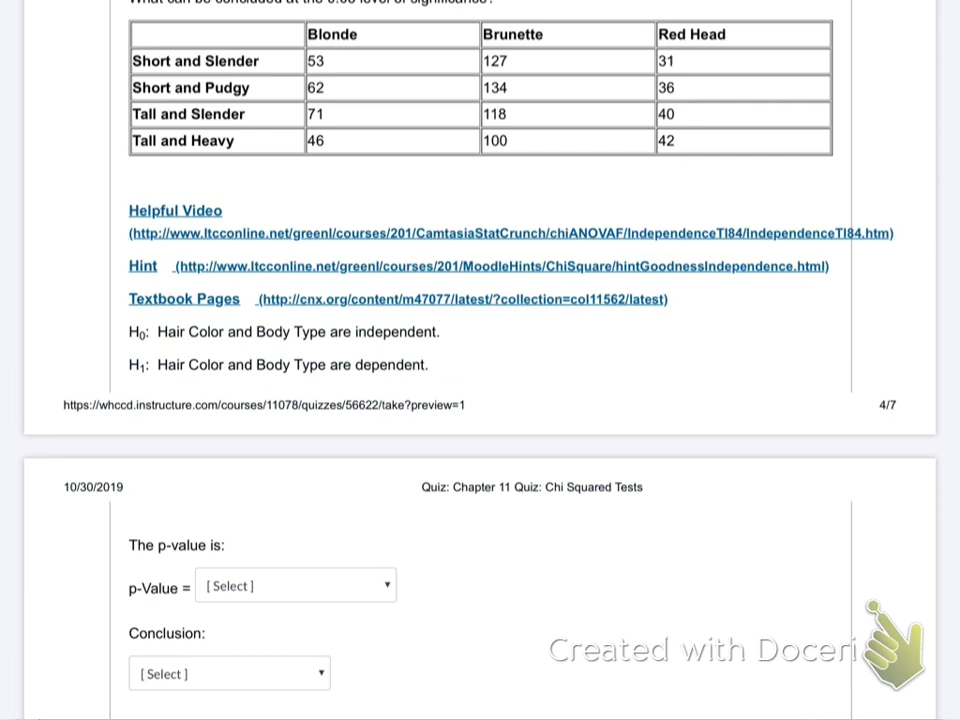 Blonde Brunette Red Head
Short and Slender 53 127 31
Short and Pudgy 62 134 36
Tall and Slender 71 118 40
Tall and Heavy 46 100 42
Helpful Video
(http://www.ltcconline.net/greenl/courses/201/CamtasiaStatCrunch/chiANOVAF/IndependenceTI84/IndependenceTI84.htm)
Hint (http://www.ltcconline.net/greenl/courses/201/MoodleHints/ChiSquare/hintGoodnessIndependence.html)
Textbook Pages (http://cnx.org/content/m47077/latest/?collection=col11562/latest)
H0: Hair Color and Body Type are independent.
H1: Hair Color and Body Type are dependent.
https://whccd.instructure.com/courses/11078/quizzes/56622/take?preview=1 4/7
10/30/2019 Quiz: Chapter 11 Quiz: Chi Squared Tests
The p-value is:
p-Value = [ Select ]
Conclusion:
[ Select ]
Created with Doceri